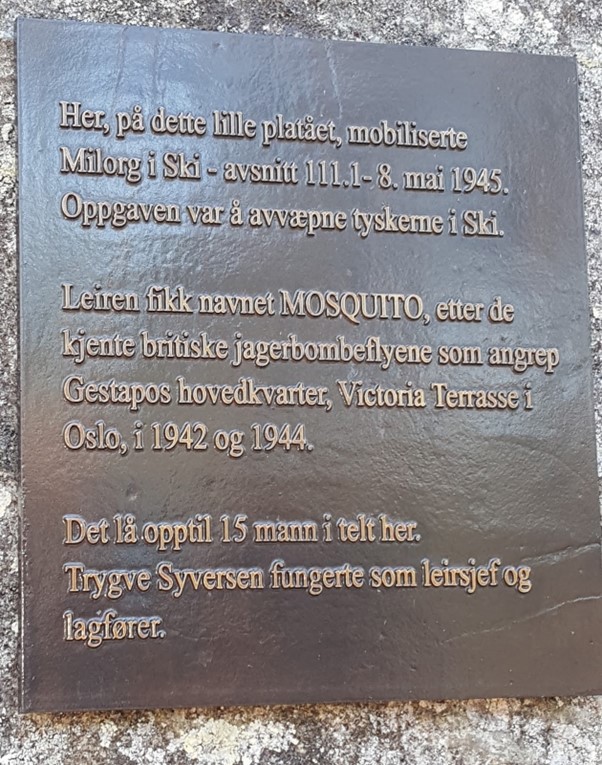 Her, på dette lille platået, mobiliserte
Milorg i Ski - avsnitt 111.1- 8. mai 1945.
Oppgaven var å avvæpne tyskerne i Ski.
Leiren fikk navnet MOSQUITO, etter de
kjente britiske jagerbombeflyene som angrep
Gestapos hovedkvarter, Victoria Terrasse i
Oslo, i 1942 og 1944.
Det lå opptil 15 mann i telt her.
Trygve Syversen fungerte som leirsjef og
lagfører.